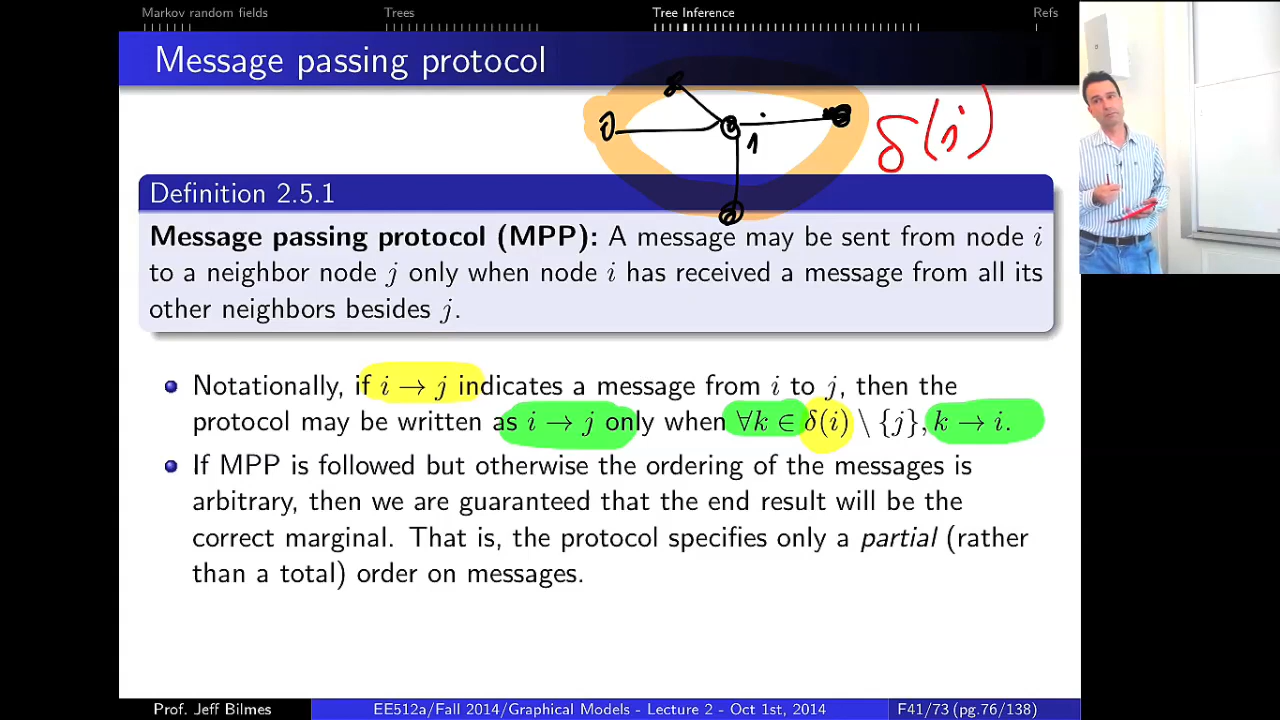 Markov random fields Trees Tree Inference Refs
Message passing protocol
i
δ(i)
Definition 2.5.1
Message passing protocol (MPP): A message may be sent from node i
to a neighbor node j only when node i has received a message from all its
other neighbors besides j.
Notationally, if i → j indicates a message from i to j, then the
protocol may be written as i → j only when ∀k ∈ δ(i) \ {j}, k → i.
If MPP is followed but otherwise the ordering of the messages is
arbitrary, then we are guaranteed that the end result will be the
correct marginal. That is, the protocol specifies only a partial (rather
than a total) order on messages.
Prof. Jeff Bilmes EE512a/Fall 2014/Graphical Models - Lecture 2 - Oct 1st, 2014 F41/73 (pg.76/138)